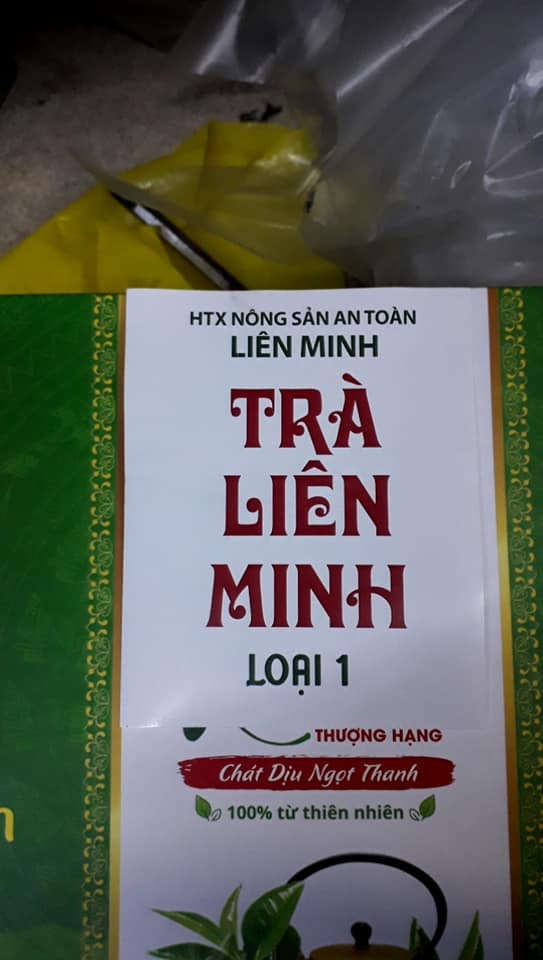 HTX NÔNG SẢN AN TOÀN
LIÊN MINH
TRÀ
LIÊN
MINH
LOẠI 1
THƯỢNG HẠNG
Chát Dịu Ngọt Thanh
100% từ thiên nhiên